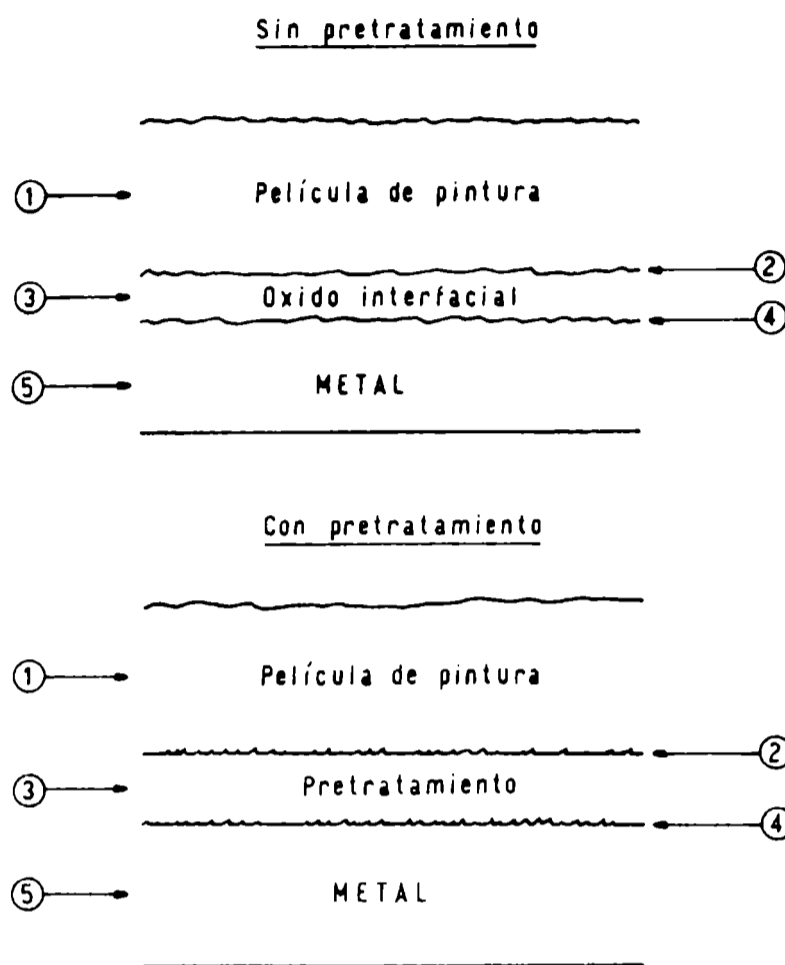 Sin pretratamiento
1 Película de pintura
2
3 Oxido interfacial
4
5 METAL
Con pretratamiento
1 Película de pintura
2
3 Pretratamiento
4
5 METAL